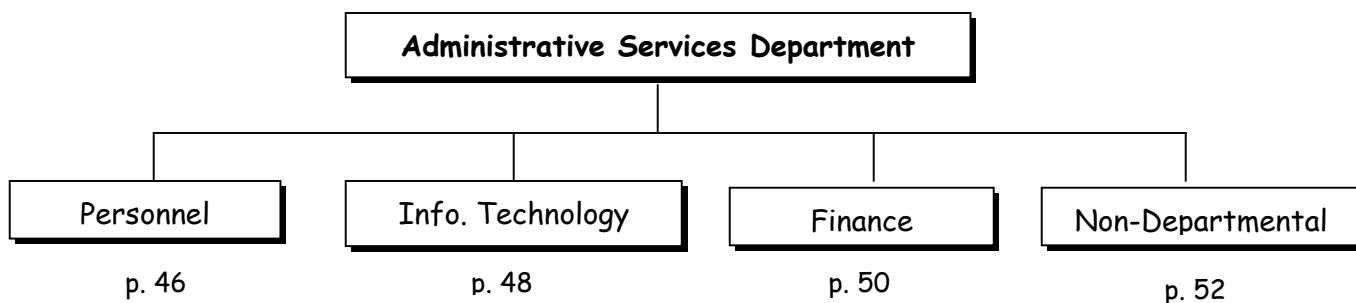 Administrative Services Department
Personnel
Info. Technology
Finance
Non-Departmental
p. 46
p. 48
p. 50
p. 52